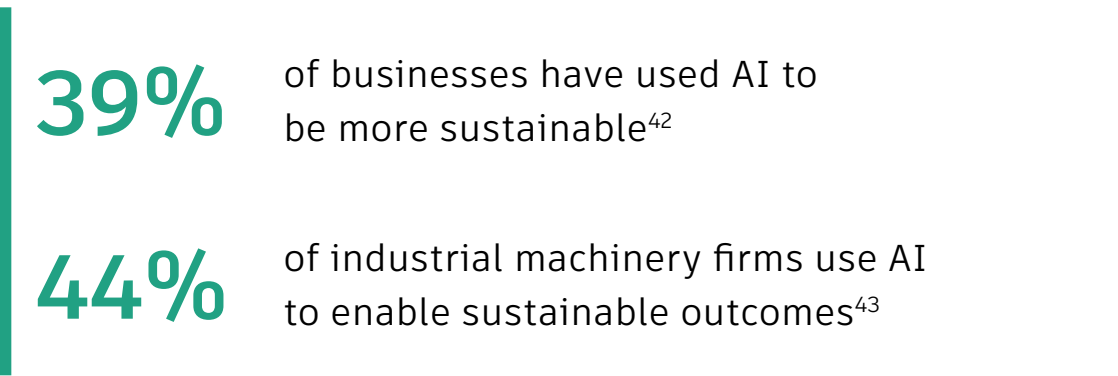 39%
of businesses have used AI to
be more sustainable⁴²
44%
of industrial machinery firms use AI
to enable sustainable outcomes⁴³